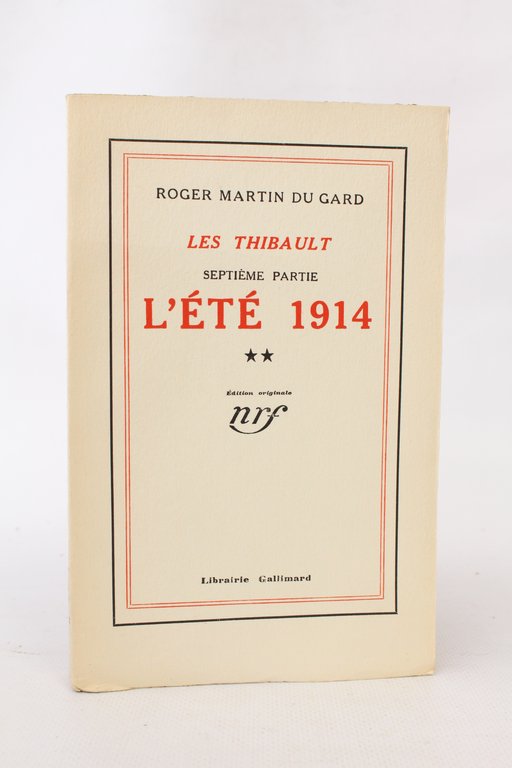 ROGER MARTIN DU GARD
LES THIBAULT
SEPTIÈME PARTIE
L'ÉTÉ 1914
★★
Édition originale
nrf
Librairie Gallimard